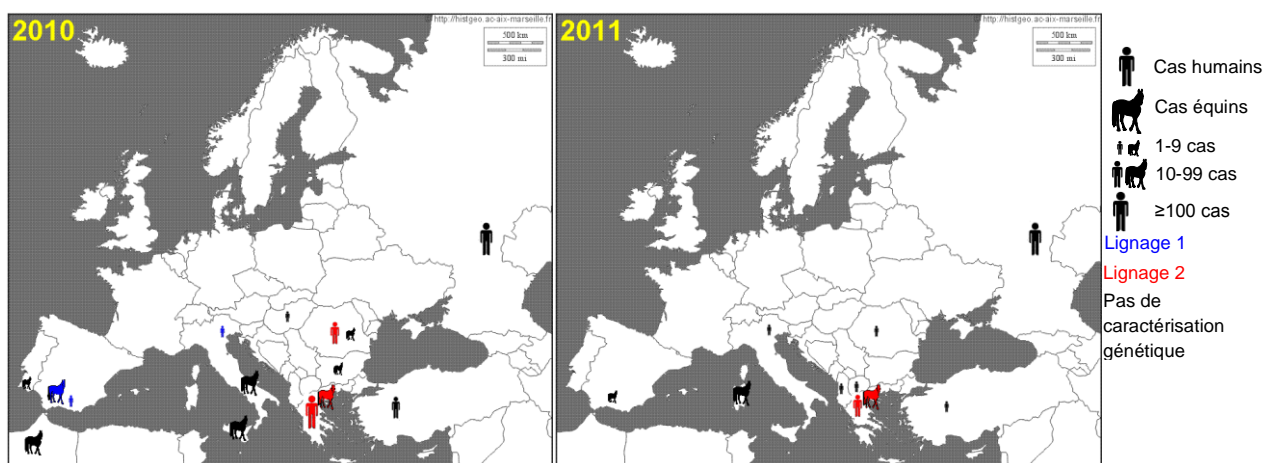 2010
http://histgeo.ac-aix-marseille.fr
500 km
300 mi
2011
http://histgeo.ac-aix-marseille.fr
500 km
300 mi
Cas humains
Cas équins
1-9 cas
10-99 cas
≥100 cas
Lignage 1
Lignage 2
Pas de
caractérisation
génétique